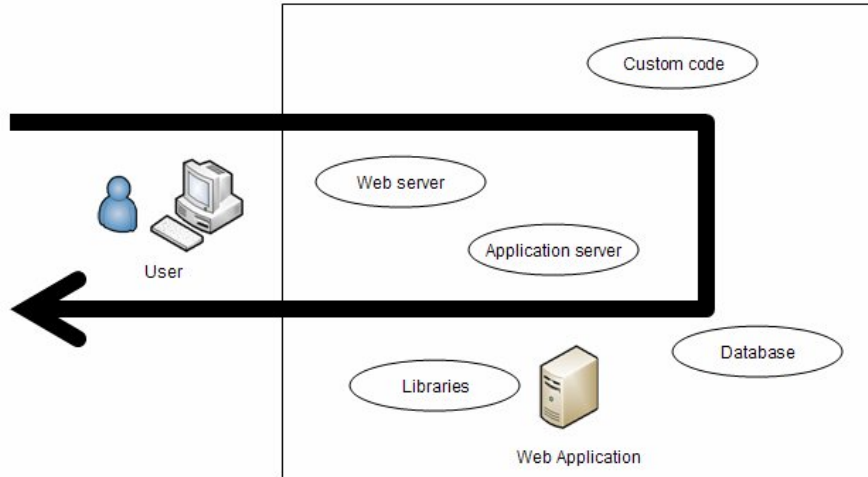 Custom code
Web server
Application server
User
Database
Libraries
Web Application